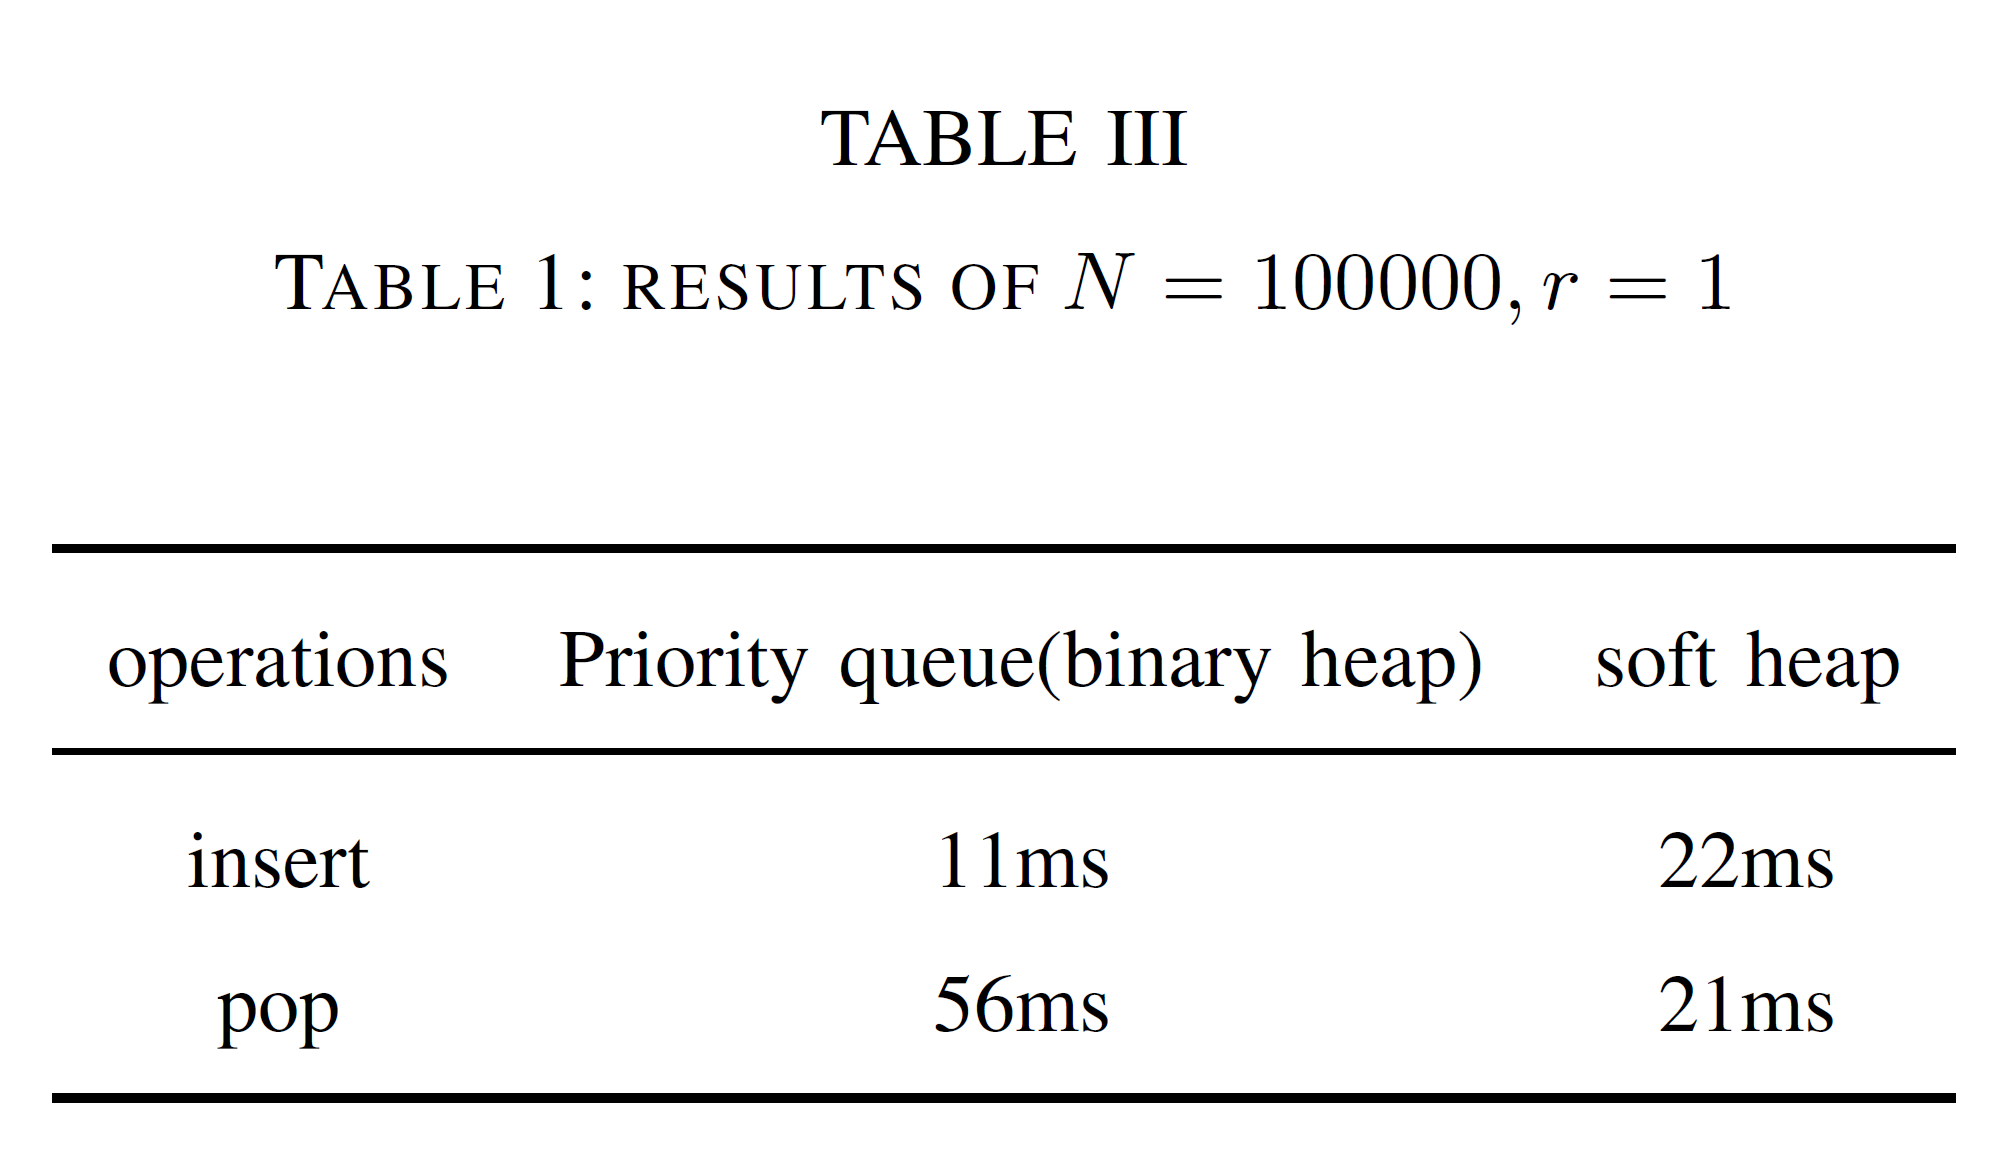 TABLE III
TABLE 1: RESULTS OF N = 100000, r = 1
operations Priority queue(binary heap) soft heap
insert 11ms 22ms
pop 56ms 21ms